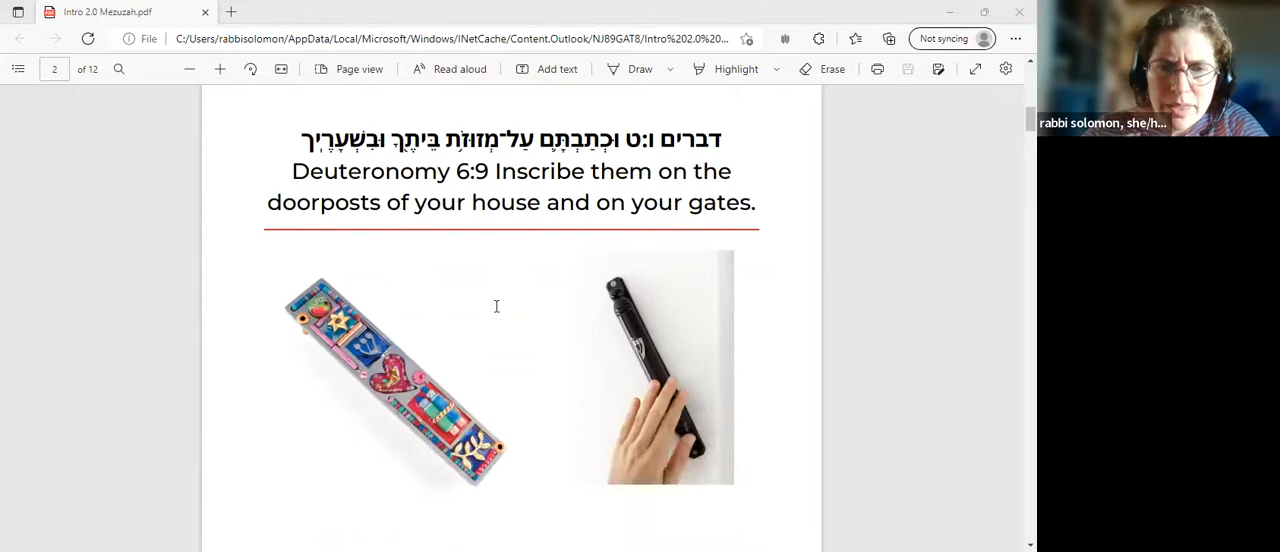 Intro 2.0 Mezuzah.pdf
File C:/Users/rabbisolomon/AppData/Local/Microsoft/Windows/INetCache/Content.Outlook/NJ89GAT8/Intro%202.0%20... Not syncing
2 of 12 Page view Read aloud Add text Draw Highlight Erase
דברים ו:ט וּכְתַבְתָּ֛ם עַל־מְזוּזֹ֥ת בֵּיתֶ֖ךָ וּבִשְׁעָרֶֽיךָ
Deuteronomy 6:9 Inscribe them on the
doorposts of your house and on your gates.
ש
ש
rabbi solomon, she/h...